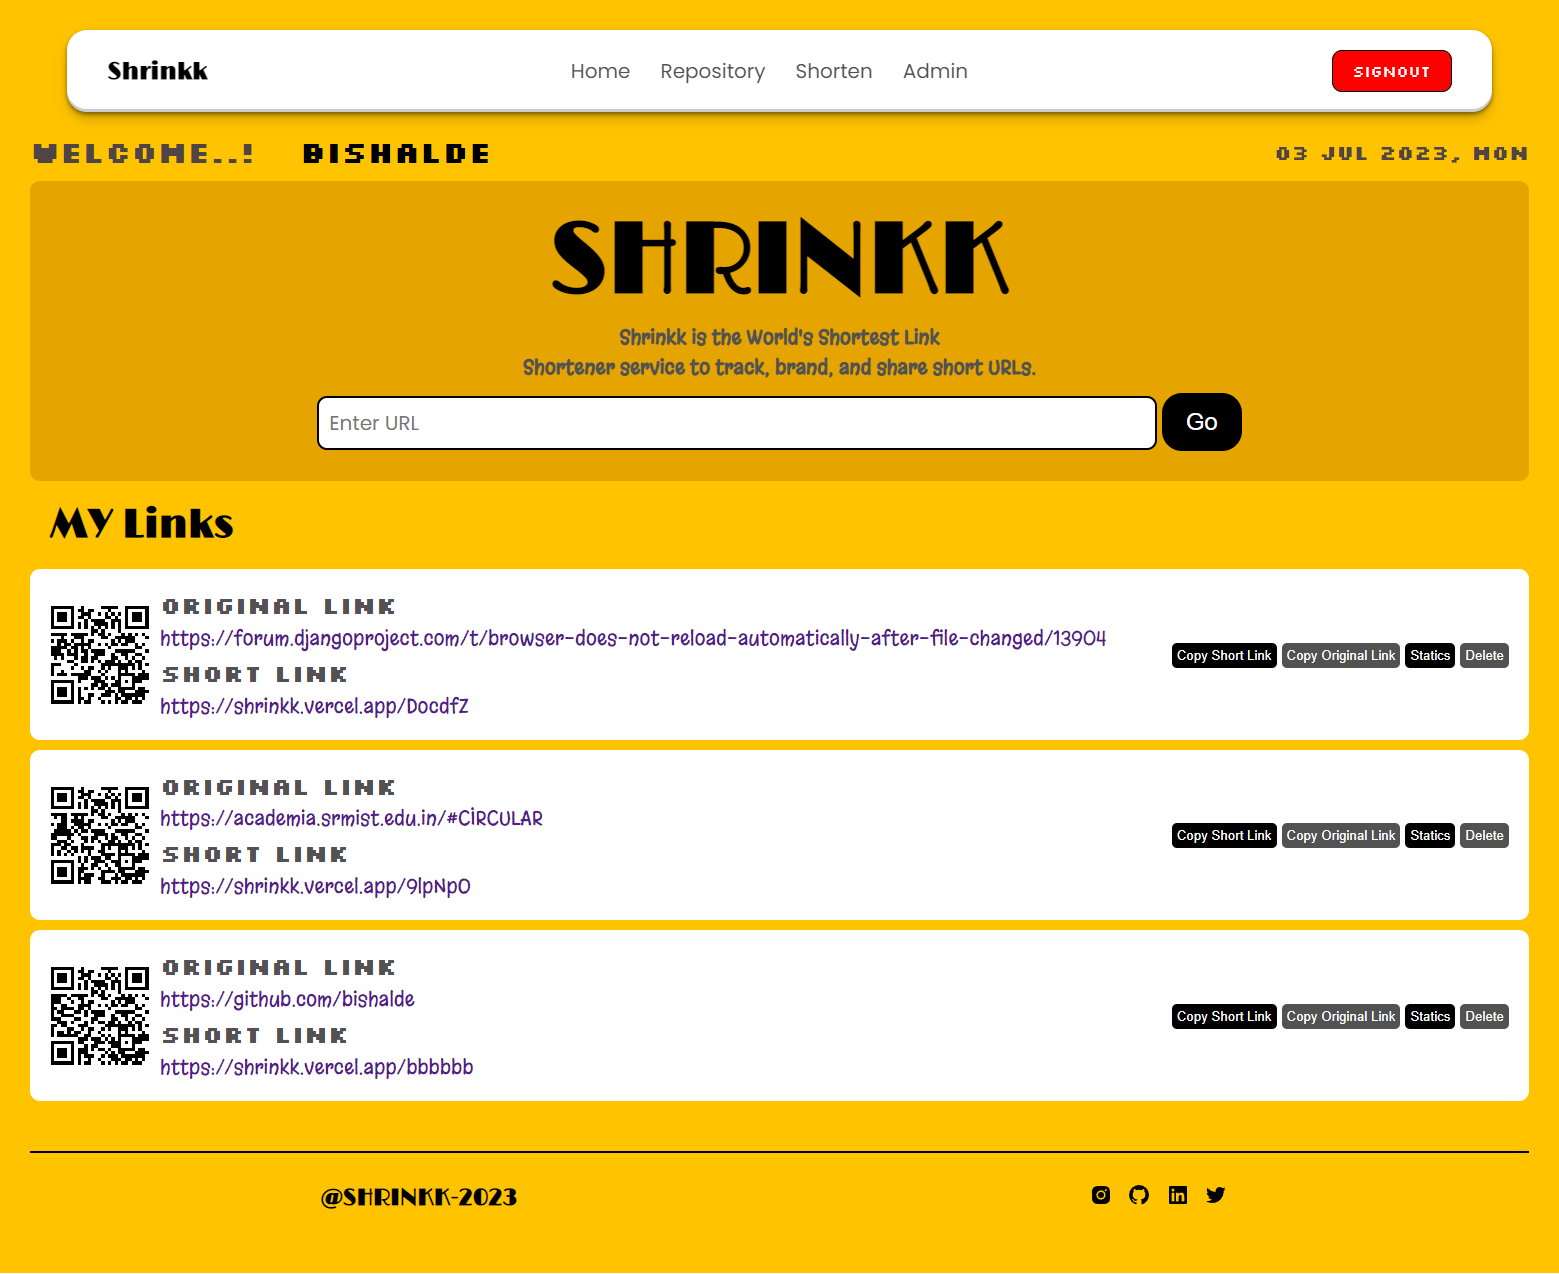 Shrinkk Home Repository Shorten Admin SIGNOUT
WELCOME..! BISHALDE 03 JUL 2023, MON
SHRINKK
Shrinkk is the World's Shortest Link
Shortener service to track, brand, and share short URLs.
Enter URL Go
MY Links
ORIGINAL LINK
https://forum.djangoproject.com/t/browser-does-not-reload-automatically-after-file-changed/13904
SHORT LINK
https://shrinkk.vercel.app/DocdfZ
Copy Short Link Copy Original Link Statics Delete
ORIGINAL LINK
https://academia.srmist.edu.in/#CIRCULAR
SHORT LINK
https://shrinkk.vercel.app/9lpNpO
Copy Short Link Copy Original Link Statics Delete
ORIGINAL LINK
https://github.com/bishalde
SHORT LINK
https://shrinkk.vercel.app/bbbbbb
Copy Short Link Copy Original Link Statics Delete
@SHRINKK-2023